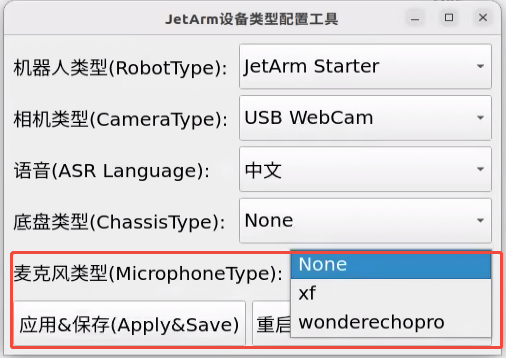 JetArm设备类型配置工具
机器人类型(RobotType): JetArm Starter
相机类型(CameraType): USB WebCam
语音(ASR Language): 中文
底盘类型(ChassisType): None
麦克风类型(MicrophoneType): None
xf
wonderechopro
应用&保存(Apply&Save) 重启